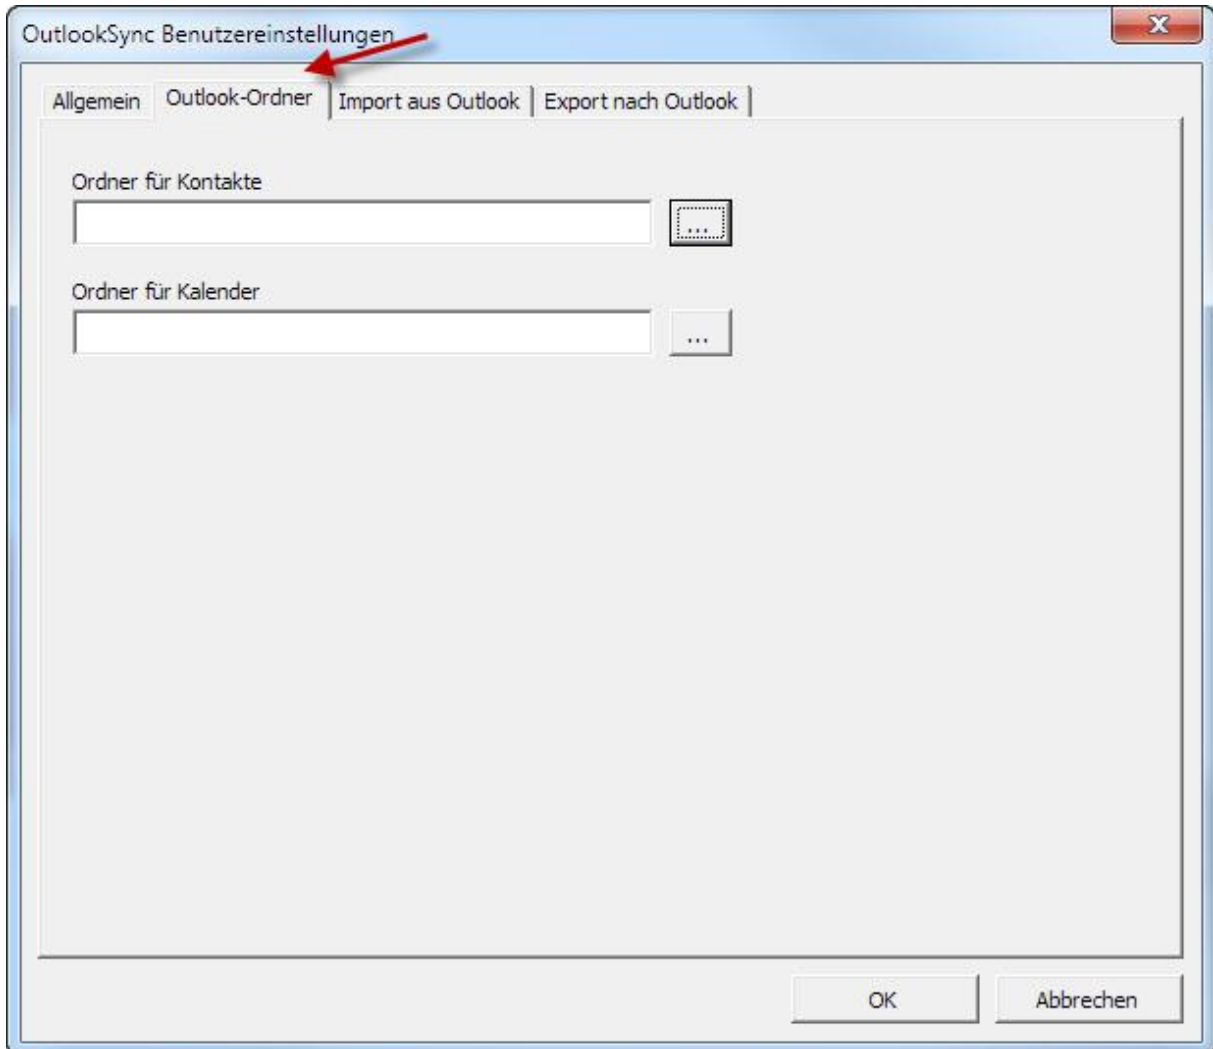 OutlookSync Benutzereinstellungen
Allgemein Outlook-Ordner Import aus Outlook Export nach Outlook
Ordner für Kontakte
...
Ordner für Kalender
...
OK Abbrechen